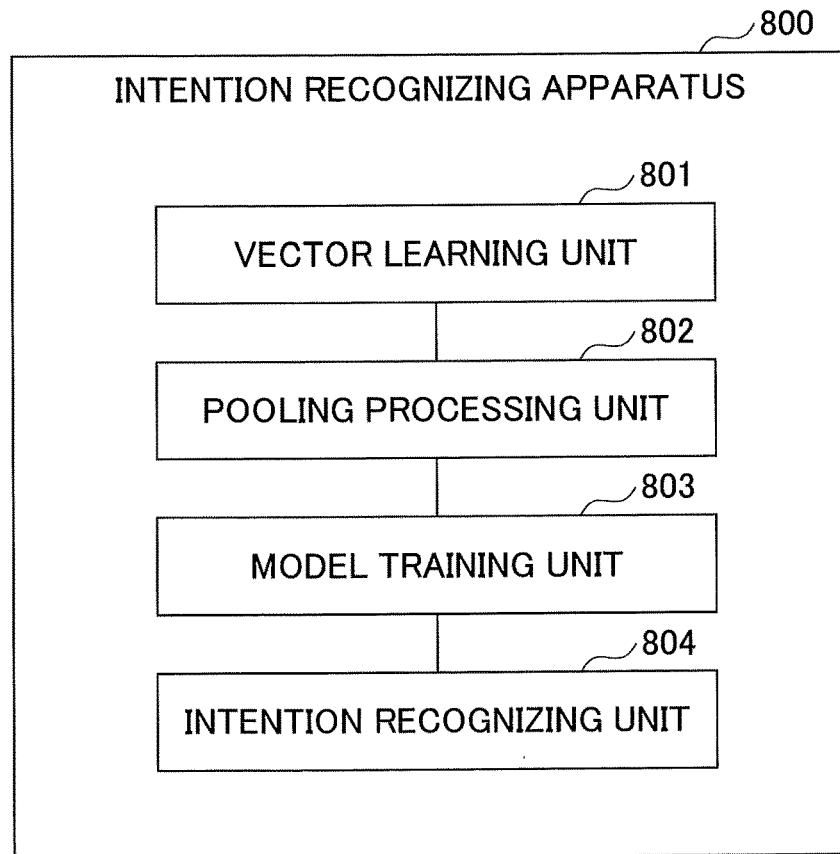 800
INTENTION RECOGNIZING APPARATUS
801
VECTOR LEARNING UNIT
802
POOLING PROCESSING UNIT
803
MODEL TRAINING UNIT
804
INTENTION RECOGNIZING UNIT